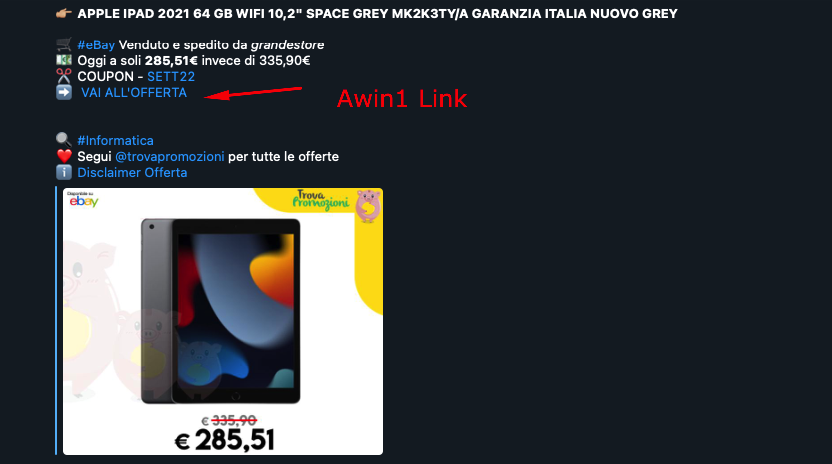 APPLE IPAD 2021 64 GB WIFI 10,2" SPACE GREY MK2K3TY/A GARANZIA ITALIA NUOVO GREY
#eBay Venduto e spedito da grandestore
Oggi a soli 285,51€ invece di 335,90€
COUPON - SETT22
VAI ALL'OFFERTA
Awin1 Link
#Informatica
Segui @trovapromozioni per tutte le offerte
Disclaimer Offerta
Disponibile su
ebay
Trova
Promozioni
€ 335,90
€ 285,51